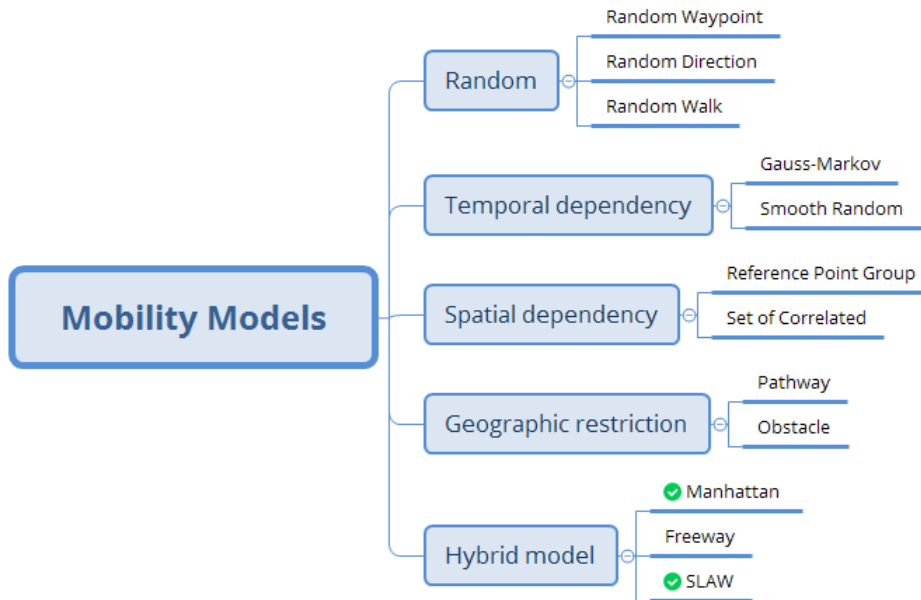 Mobility Models
Random
Random Waypoint
Random Direction
Random Walk
Temporal dependency
Gauss-Markov
Smooth Random
Spatial dependency
Reference Point Group
Set of Correlated
Geographic restriction
Pathway
Obstacle
Hybrid model
Manhattan
Freeway
SLAW